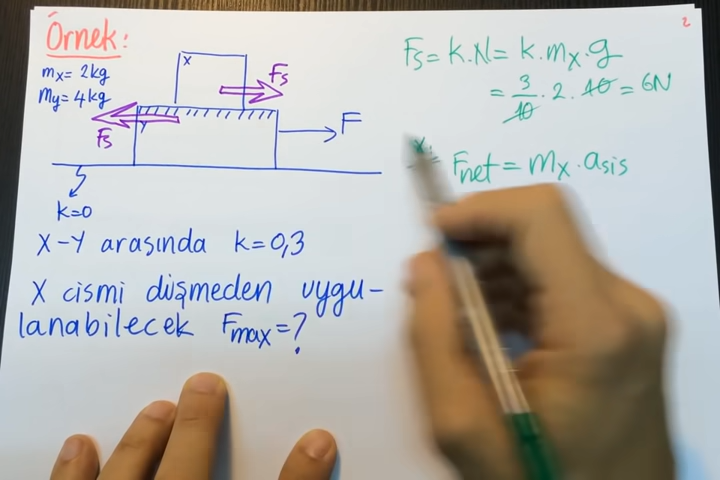 Örnek:
mx= 2kg
My= 4kg
x
Fs
Fs
Y
F
k=0
X-Y arasında k=0,3
X cismi düşmeden uygu-
lanabilecek Fmax=?
2
Fs= k.N= k.mx.g
= 3/10 . 2 . 10 = 6N
Fnet = mx.asis